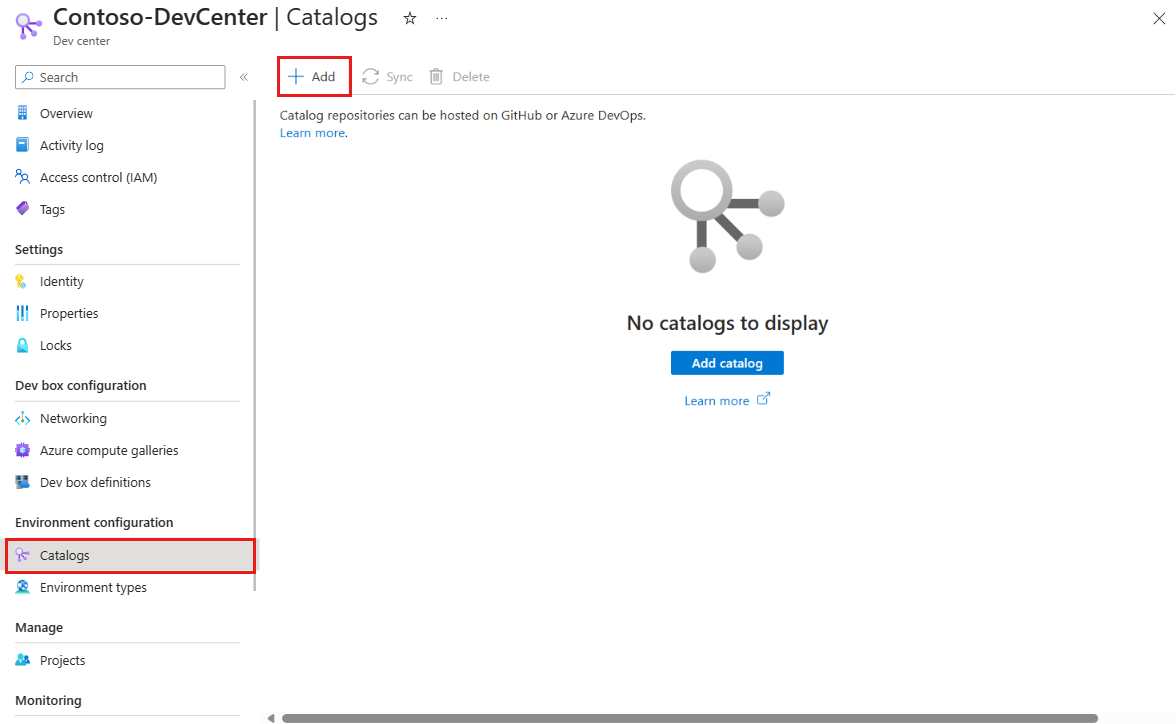 Contoso-DevCenter | Catalogs
Dev center
Search
Overview
Activity log
Access control (IAM)
Tags
Settings
Identity
Properties
Locks
Dev box configuration
Networking
Azure compute galleries
Dev box definitions
Environment configuration
Catalogs
Environment types
Manage
Projects
Monitoring
Add Sync Delete
Catalog repositories can be hosted on GitHub or Azure DevOps.
Learn more.
No catalogs to display
Add catalog
Learn more